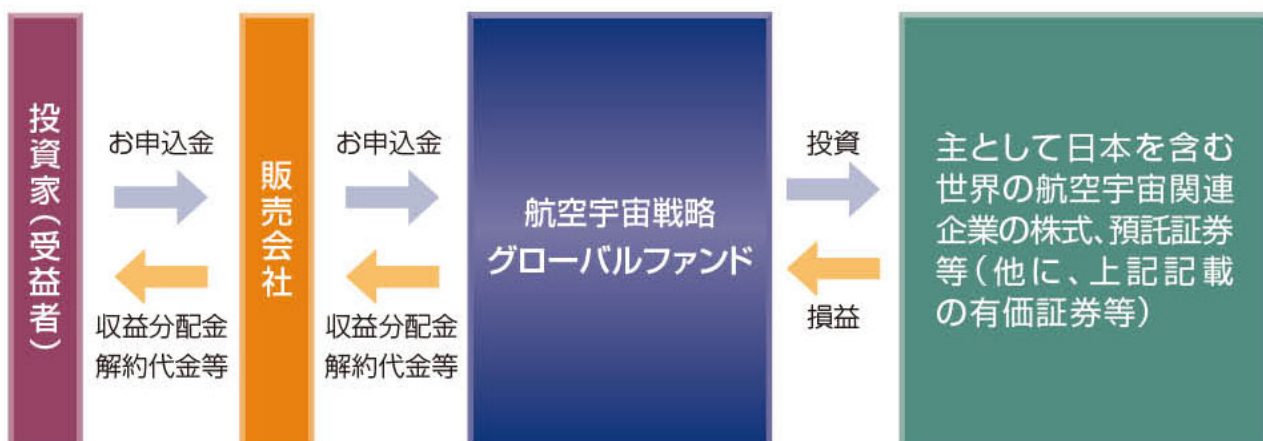 投資家(受益者)
お申込金
収益分配金
解約代金等
販売会社
お申込金
収益分配金
解約代金等
航空宇宙戦略
グローバルファンド
投資
損益
主として日本を含む
世界の航空宇宙関連
企業の株式、預託証券
等(他に、上記記載
の有価証券等)